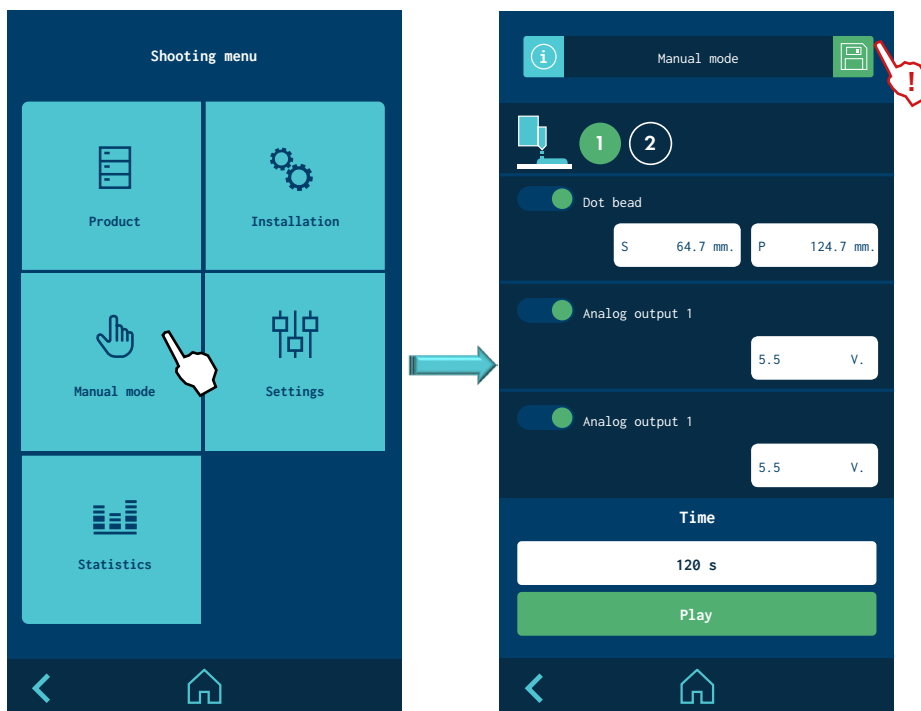 Shooting menu
Product
Installation
Manual mode
Settings
Statistics
i
Manual mode
!
1
2
Dot bead
S 64.7 mm.
P 124.7 mm.
Analog output 1
5.5 V.
Analog output 1
5.5 V.
Time
120 s
Play